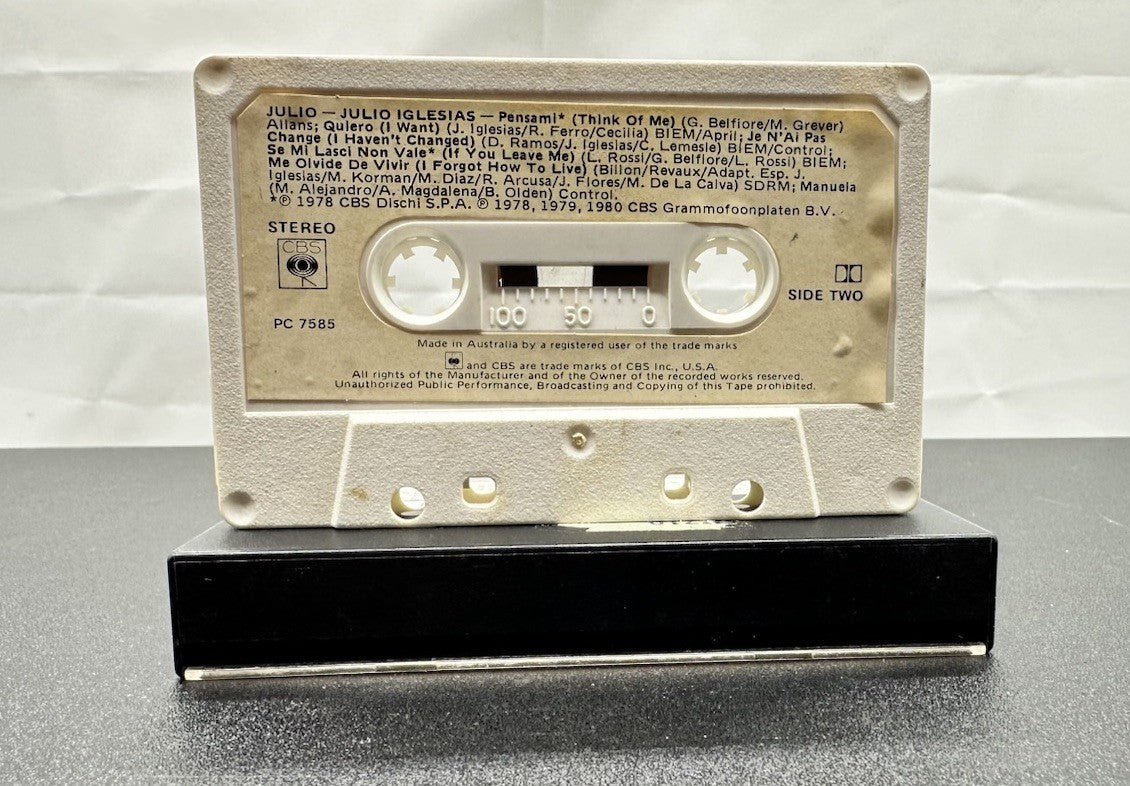 JULIO — JULIO IGLESIAS — Pensami* (Think Of Me) (G. Belfiore/M. Grever)
Allans; Quiero (I Want) (J. Iglesias/R. Ferro/Cecilia) BIEM/April; Je N'Ai Pas
Change (I Haven't Changed) (D. Ramos/J. Iglesias/C. Lemesle) BIEM/Control;
Se Mi Lasci Non Vale* (If You Leave Me) (L. Rossi/G. Belfiore/L. Rossi) BIEM;
Me Olvide De Vivir (I Forgot How To Live) (Billon/Revaux/Adapt. Esp. J.
Iglesias/M. Korman/M. Diaz/R. Arcusa/J. Flores/M. De La Calva) SDRM; Manuela
(M. Alejandro/A. Magdalena/B. Olden) Control.
*℗ 1978 CBS Dischi S.P.A. ℗ 1978, 1979, 1980 CBS Grammofoonplaten B.V.
STEREO
CBS
SIDE TWO
100 50 0
PC 7585
Made in Australia by a registered user of the trade marks
and CBS are trade marks of CBS Inc., U.S.A.
All rights of the Manufacturer and of the Owner of the recorded works reserved.
Unauthorized Public Performance, Broadcasting and Copying of this Tape prohibited.